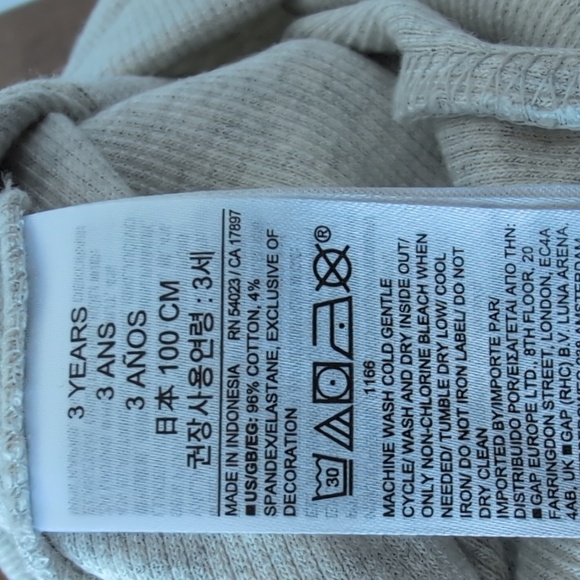 3 YEARS
3 ANS
3 AÑOS
日本 100 CM
권장사용연령 : 3세
MADE IN INDONESIA RN 54023 / CA 17897
■US/GB/EG: 96% COTTON, 4%
SPANDEX/ELASTANE, EXCLUSIVE OF
DECORATION
30 ®
1166
MACHINE WASH COLD GENTLE
CYCLE/ WASH AND DRY INSIDE OUT/
ONLY NON-CHLORINE BLEACH WHEN
NEEDED/ TUMBLE DRY LOW/ COOL
IRON/ DO NOT IRON LABEL/ DO NOT
DRY CLEAN
IMPORTED BY/IMPORTE PAR/
DISTRIBUIDO POR/ΕΙΣΑΓΕΤΑΙ ΑΠΟ ΤΗΝ:
■ GAP EUROPE LTD, 8TH FLOOR, 20
FARRINGDON STREET, LONDON, EC4A
4AB, UK ■ GAP (RHC) B.V. LUNA ARENA,